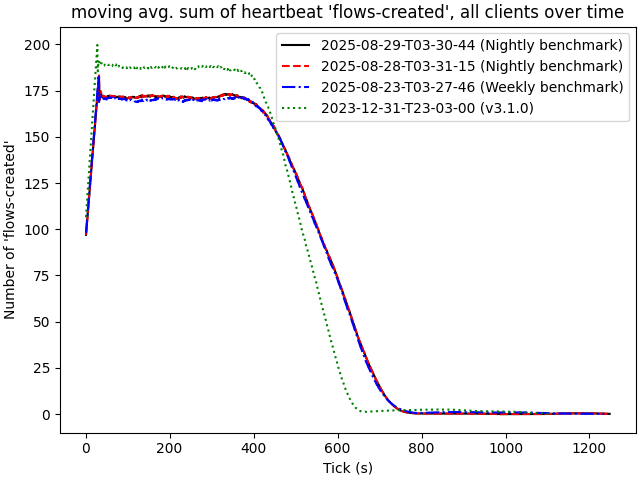 moving avg. sum of heartbeat 'flows-created', all clients over time
Number of 'flows-created'
200
175
150
125
100
75
50
25
0
2025-08-29-T03-30-44 (Nightly benchmark)
2025-08-28-T03-31-15 (Nightly benchmark)
2025-08-23-T03-27-46 (Weekly benchmark)
2023-12-31-T23-03-00 (v3.1.0)
0 200 400 600 800 1000 1200
Tick (s)